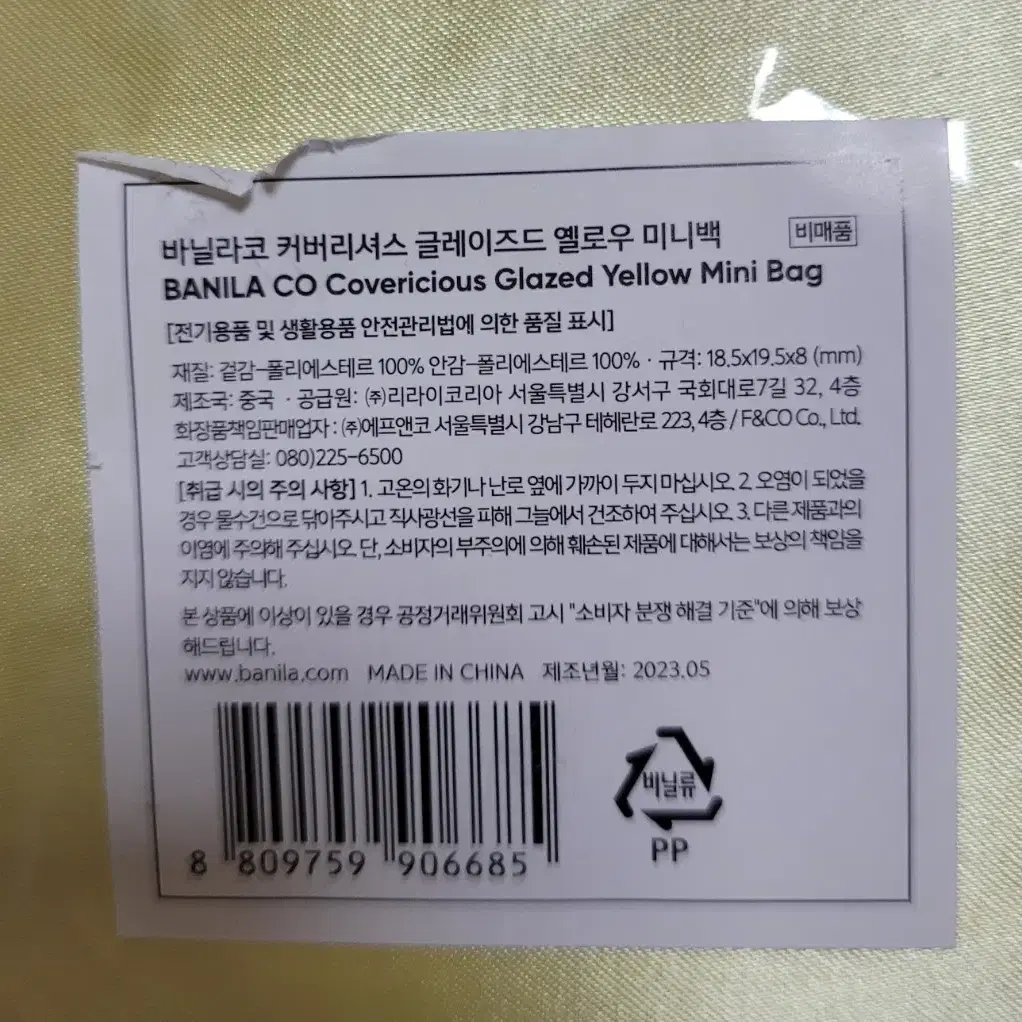 바닐라코 커버리셔스 글레이즈드 옐로우 미니백 비매품
BANILA CO Covericious Glazed Yellow Mini Bag
[전기용품 및 생활용품 안전관리법에 의한 품질 표시]
재질: 겉감-폴리에스테르 100% 안감-폴리에스테르 100% · 규격: 18.5x19.5x8 (mm)
제조국: 중국 · 공급원: (주)리라이코리아 서울특별시 강서구 국회대로7길 32, 4층
화장품책임판매업자 : (주)에프앤코 서울특별시 강남구 테헤란로 223, 4층 / F&CO Co., Ltd.
고객상담실: 080)225-6500
[취급 시의 주의 사항] 1. 고온의 화기나 난로 옆에 가까이 두지 마십시오. 2. 오염이 되었을
경우 물수건으로 닦아주시고 직사광선을 피해 그늘에서 건조하여 주십시오. 3. 다른 제품과의
이염에 주의해 주십시오. 단, 소비자의 부주의에 의해 훼손된 제품에 대해서는 보상의 책임을
지지 않습니다.
본 상품에 이상이 있을 경우 공정거래위원회 고시 "소비자 분쟁 해결 기준"에 의해 보상
해드립니다.
www.banila.com MADE IN CHINA 제조년월: 2023.05
비닐류
PP
8 809759 906685